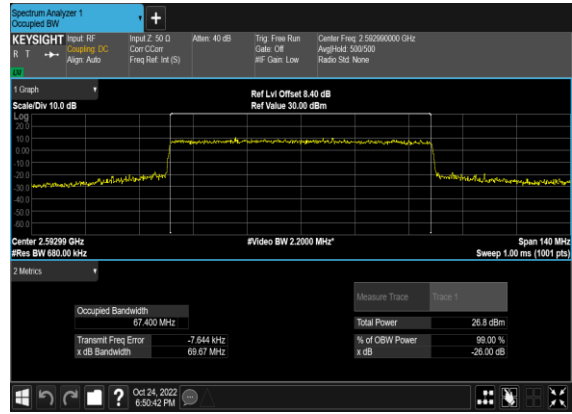 Spectrum Analyzer 1
Occupied BW
+
KEYSIGHT Input: RF Input Z: 50 Ω Atten: 40 dB Trig: Free Run Center Freq: 2.592990000 GHz
R T Coupling: DC Corr CCorr Gate: Off Avg|Hold: 500/500
Align: Auto Freq Ref: Int (S) #IF Gain: Low Radio Std: None
1 Graph
Ref Lvl Offset 8.40 dB
Scale/Div 10.0 dB Ref Value 30.00 dBm
Log
20.0
10.0
0.00
-10.0
-20.0
-30.0
-40.0
-50.0
-60.0
Center 2.59299 GHz #Video BW 2.2000 MHz* Span 140 MHz
#Res BW 680.00 kHz Sweep 1.00 ms (1001 pts)
2 Metrics
Measure Trace Trace 1
Occupied Bandwidth
67.400 MHz Total Power 26.8 dBm
Transmit Freq Error -7.644 kHz % of OBW Power 99.00 %
x dB Bandwidth 69.67 MHz x dB -26.00 dB
? Oct 24, 2022
6:50:42 PM